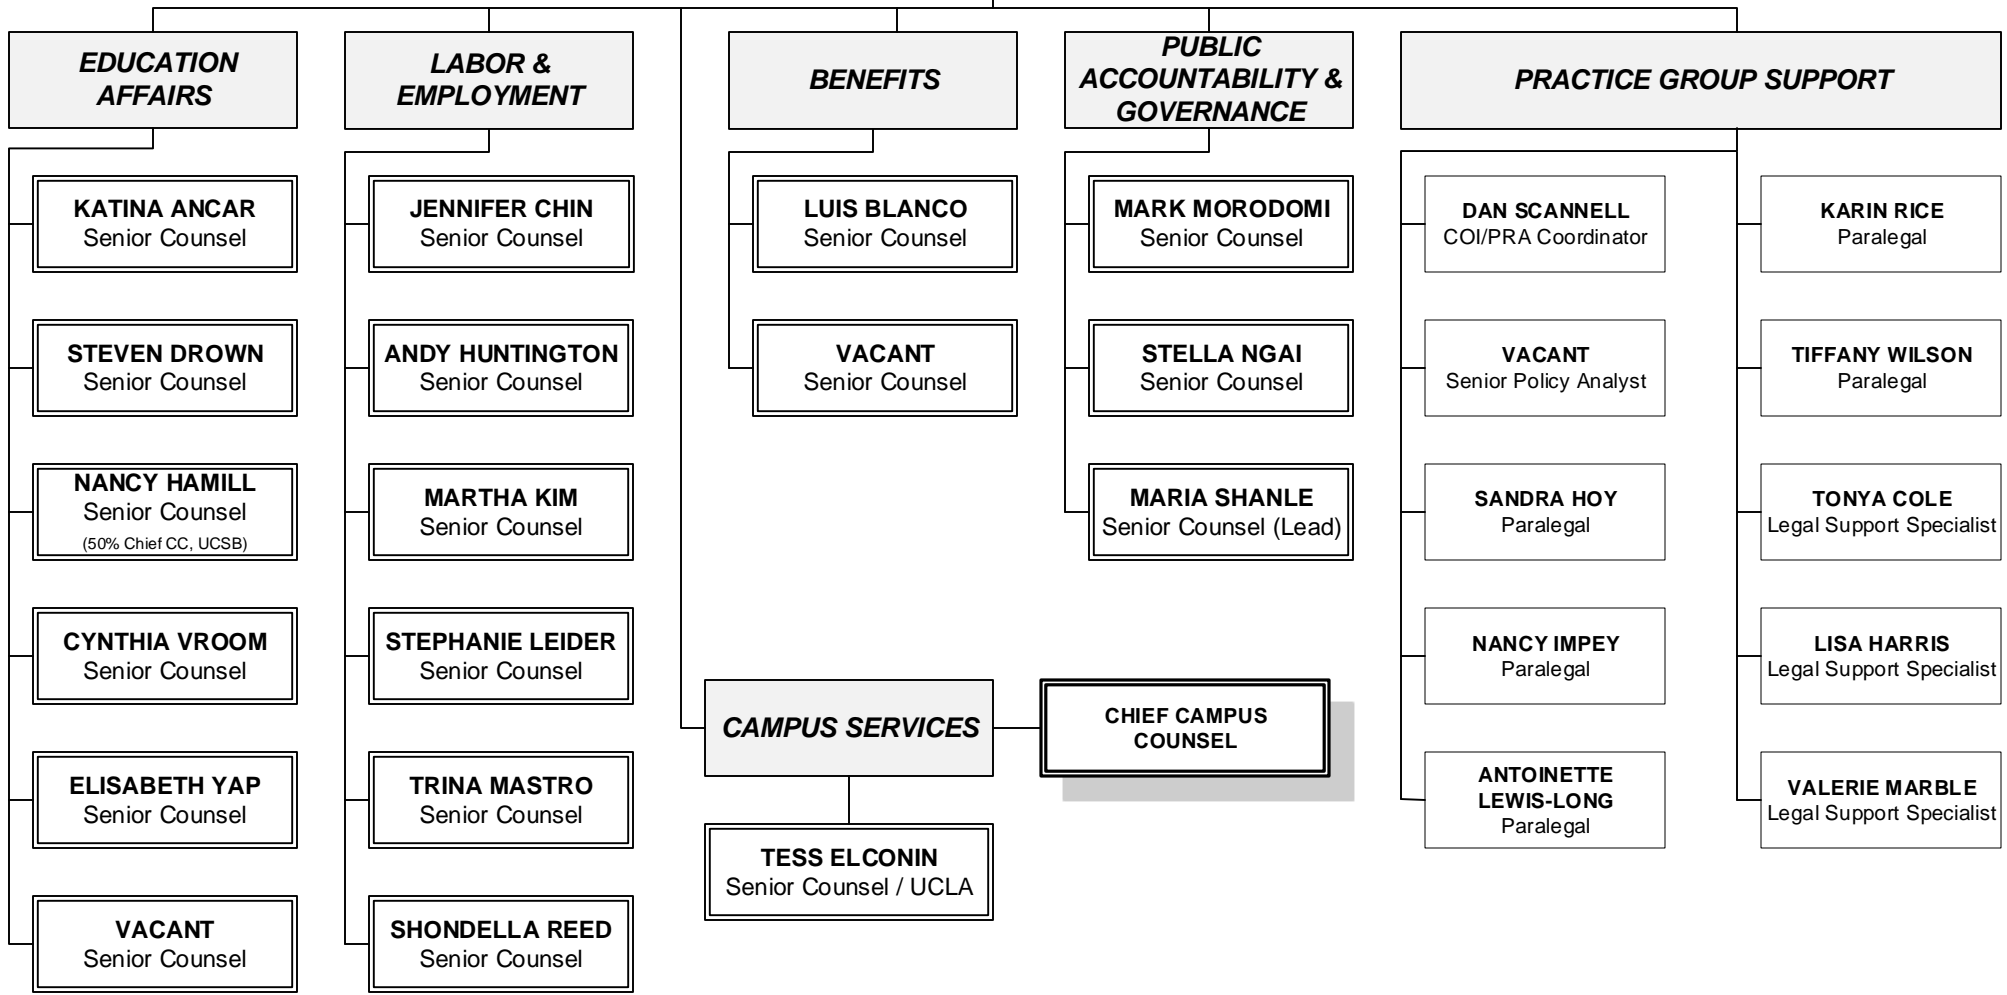 EDUCATION
AFFAIRS
KATINA ANCAR
Senior Counsel
STEVEN DROWN
Senior Counsel
NANCY HAMILL
Senior Counsel
(50% Chief CC, UCSB)
CYNTHIA VROOM
Senior Counsel
ELISABETH YAP
Senior Counsel
VACANT
Senior Counsel
LABOR &
EMPLOYMENT
JENNIFER CHIN
Senior Counsel
ANDY HUNTINGTON
Senior Counsel
MARTHA KIM
Senior Counsel
STEPHANIE LEIDER
Senior Counsel
TRINA MASTRO
Senior Counsel
SHONDELLA REED
Senior Counsel
BENEFITS
LUIS BLANCO
Senior Counsel
VACANT
Senior Counsel
PUBLIC
ACCOUNTABILITY &
GOVERNANCE
MARK MORODOMI
Senior Counsel
STELLA NGAI
Senior Counsel
MARIA SHANLE
Senior Counsel (Lead)
CAMPUS SERVICES
CHIEF CAMPUS
COUNSEL
TESS ELCONIN
Senior Counsel / UCLA
PRACTICE GROUP SUPPORT
DAN SCANNELL
COI/PRA Coordinator
VACANT
Senior Policy Analyst
SANDRA HOY
Paralegal
NANCY IMPEY
Paralegal
ANTOINETTE
LEWIS-LONG
Paralegal
KARIN RICE
Paralegal
TIFFANY WILSON
Paralegal
TONYA COLE
Legal Support Specialist
LISA HARRIS
Legal Support Specialist
VALERIE MARBLE
Legal Support Specialist